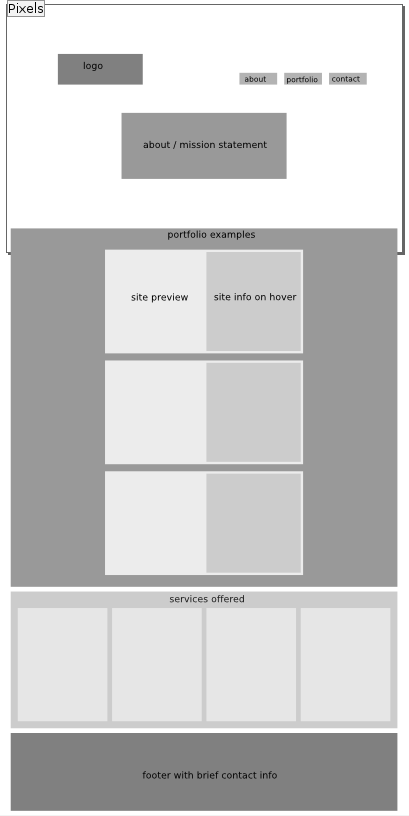 Pixels
logo
about
portfolio
contact
about / mission statement
portfolio examples
site preview
site info on hover
services offered
footer with brief contact info